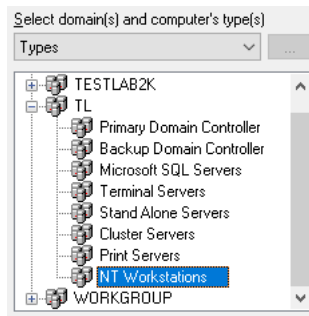 Select domain(s) and computer's type(s)
Types
...
TESTLAB2K
TL
Primary Domain Controller
Backup Domain Controller
Microsoft SQL Servers
Terminal Servers
Stand Alone Servers
Cluster Servers
Print Servers
NT Workstations
WORKGROUP